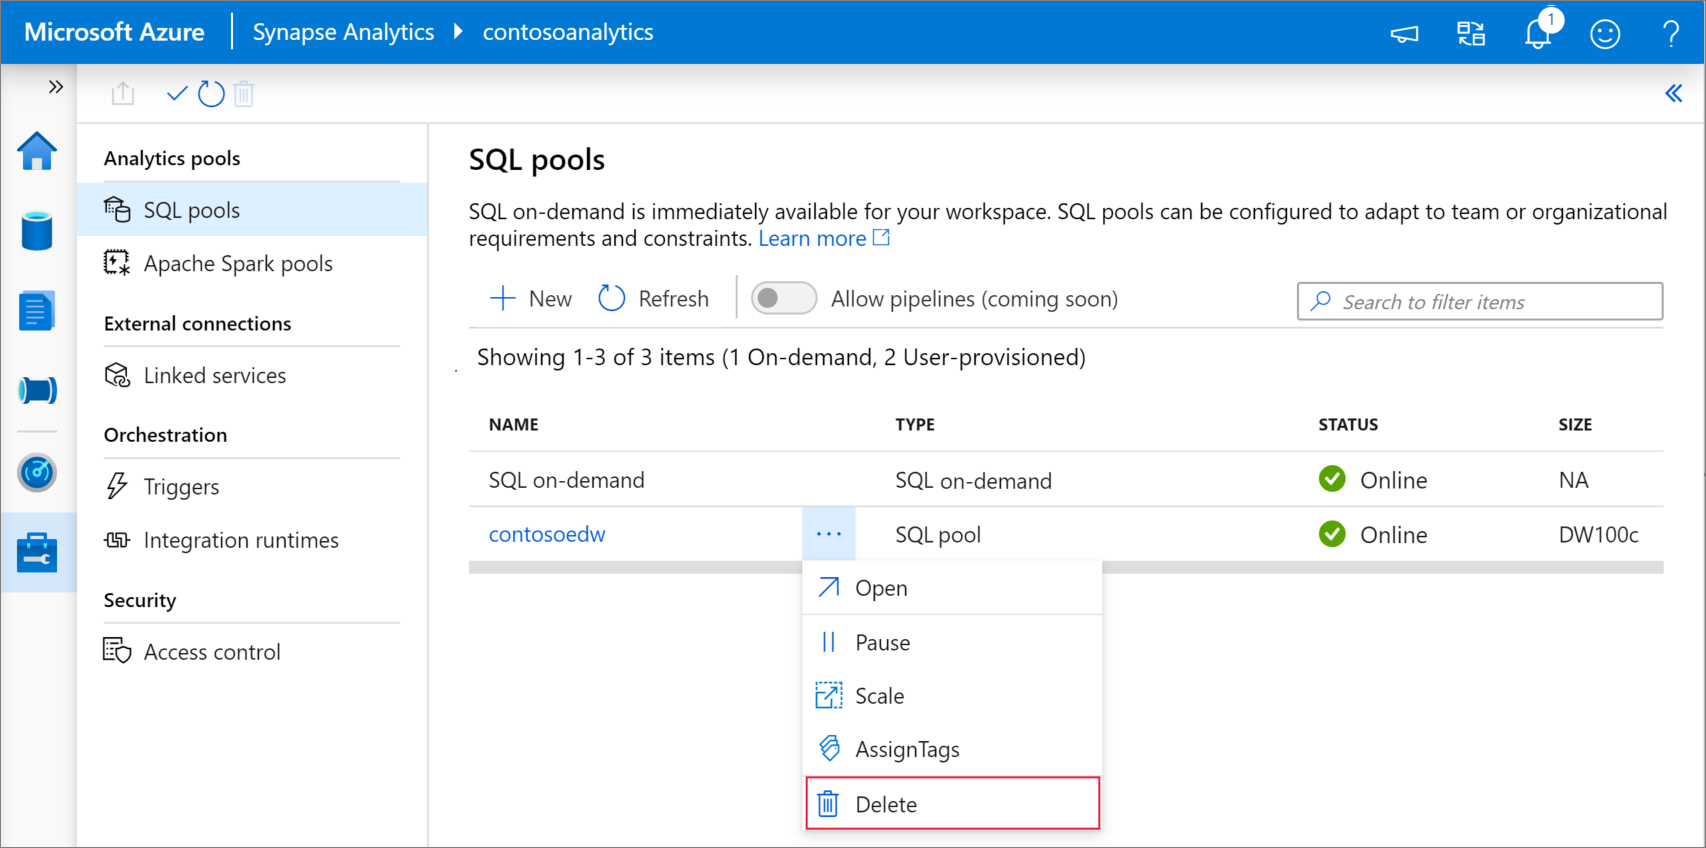 Microsoft Azure
Synapse Analytics
contosoanalytics
1
Analytics pools
SQL pools
Apache Spark pools
External connections
Linked services
Orchestration
Triggers
Integration runtimes
Security
Access control
SQL pools
SQL on-demand is immediately available for your workspace. SQL pools can be configured to adapt to team or organizational
requirements and constraints. Learn more
New
Refresh
Allow pipelines (coming soon)
Search to filter items
Showing 1-3 of 3 items (1 On-demand, 2 User-provisioned)
NAME TYPE STATUS SIZE
SQL on-demand SQL on-demand Online NA
contosoedw ... SQL pool Online DW100c
Open
Pause
Scale
AssignTags
Delete